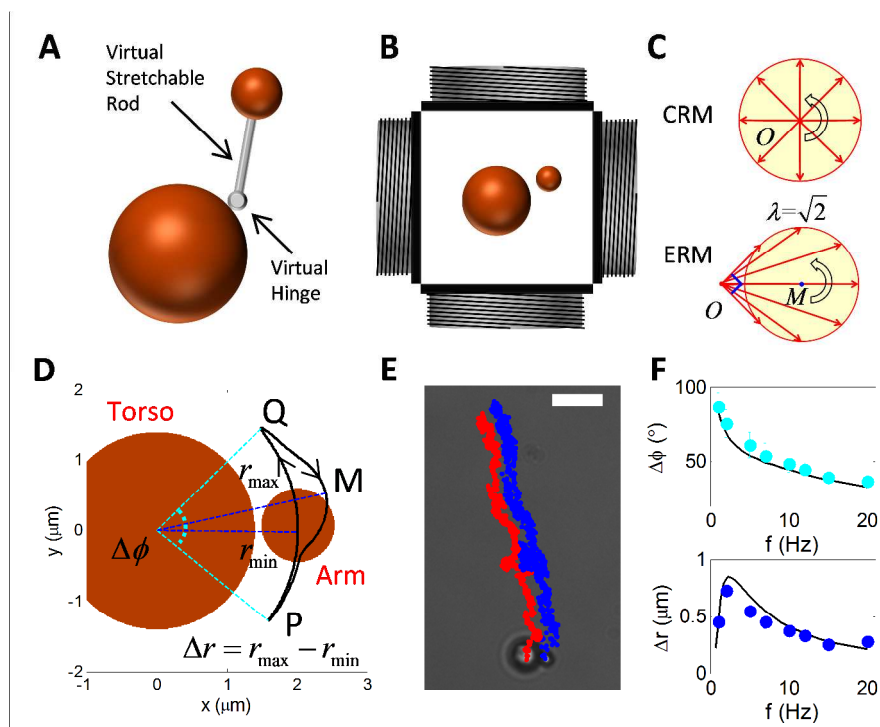 A
Virtual
Stretchable
Rod
Virtual
Hinge
B
C
CRM
O
λ=√2
ERM
O
M
D
2
1
0
-1
-2
y (μm)
-1
0
1
2
3
x (μm)
Torso
Q
r_max
M
r_min
Δϕ
Arm
P
Δr = r_max − r_min
E
F
100
50
Δϕ (°)
0
10
20
f (Hz)
1
0.5
0
Δr (μm)
0
10
20
f (Hz)